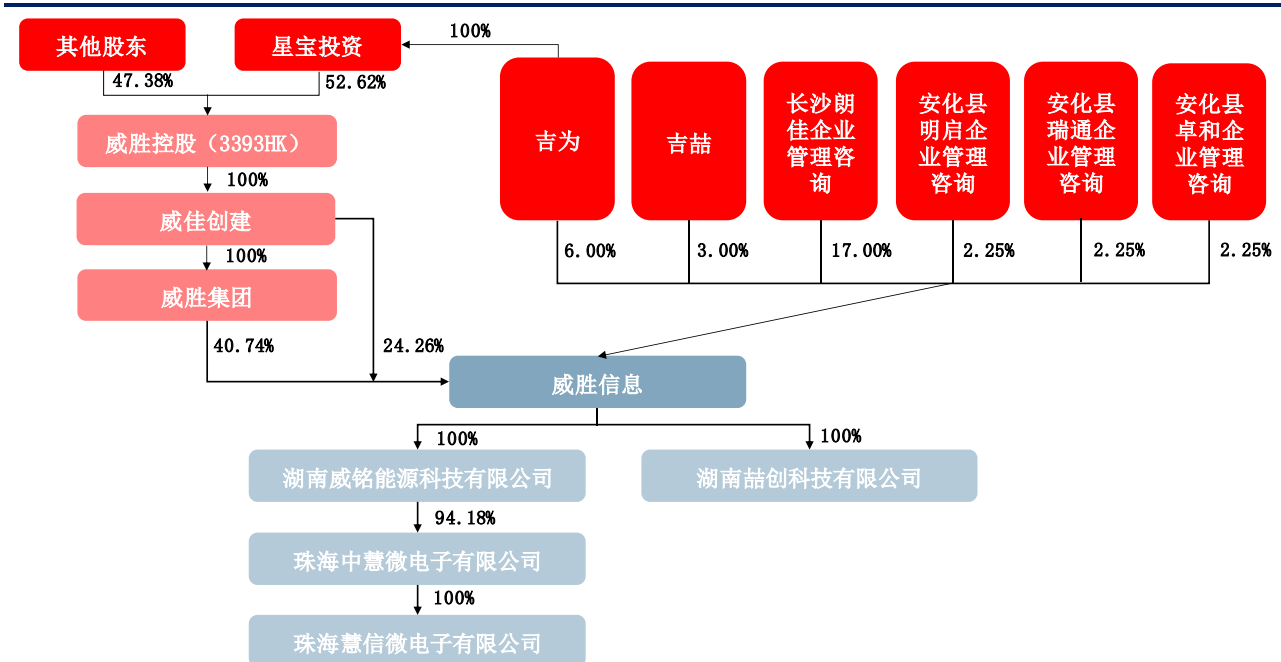 其他股东
星宝投资
100%
47.38%
52.62%
吉为
吉喆
长沙朗
佳企业
管理咨
询
安化县
明启企
业管理
咨询
安化县
瑞通企
业管理
咨询
安化县
卓和企
业管理
咨询
威胜控股（3393HK）
100%
威佳创建
100%
威胜集团
6.00%
3.00%
17.00%
2.25%
2.25%
2.25%
40.74%
24.26%
威胜信息
100%
100%
湖南威铭能源科技有限公司
湖南喆创科技有限公司
94.18%
珠海中慧微电子有限公司
100%
珠海慧信微电子有限公司